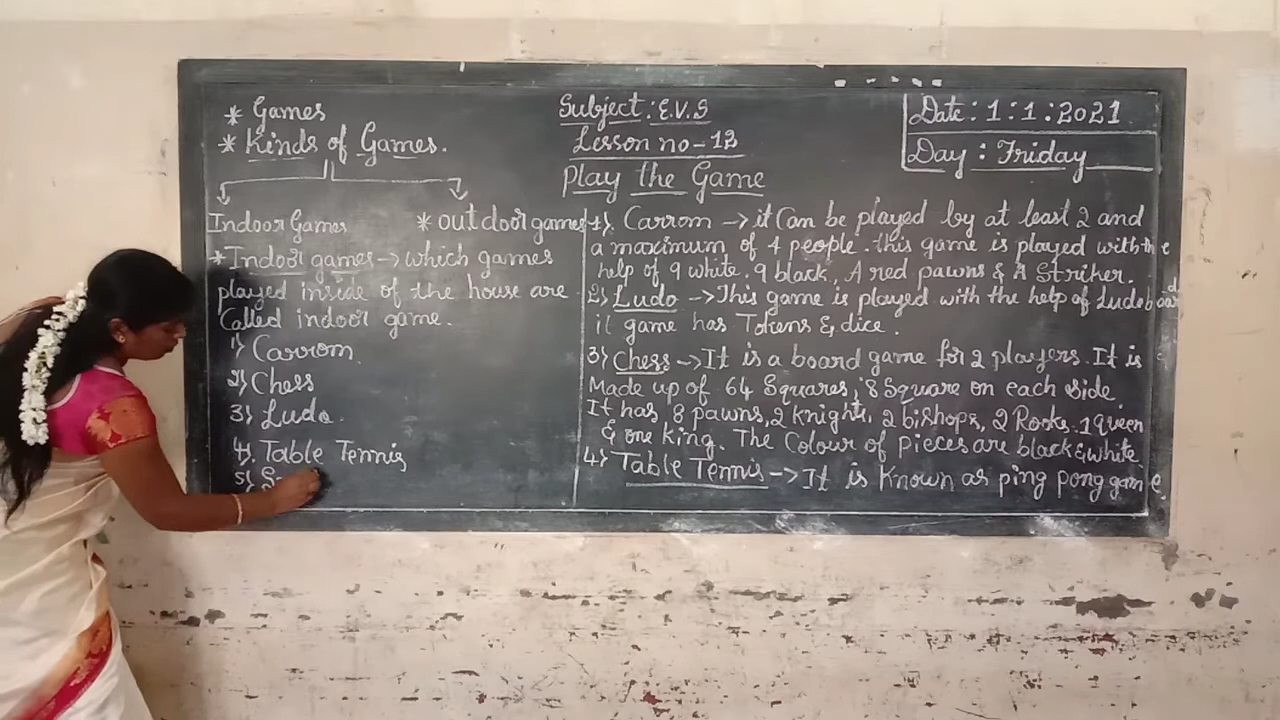 * Games
* Kinds of Games.
Indoor Games * outdoor games
* Indoor games → which games
played inside of the house are
Called indoor game.
1) Carrom.
2) Chess
3) Ludo.
4). Table Tennis
5)
Subject : E.V.S
Lesson no - 12
Play the Game
Date : 1 : 1 : 2021
Day : Friday
1). Carrom → it Can be played by at least 2 and
a maximum of 4 people. this game is played with the
help of 9 white. 9 black, A red pawns & A Striker.
2) Ludo → This game is played with the help of Ludo board
it game has Tokens & dice.
3) Chess → It is a board game for 2 players. It is
Made up of 64 Squares, 8 Square on each side
It has 8 pawns, 2 knights, 2 bishops, 2 Rooks. 1 queen
& one king. The Colour of pieces are black & white.
4) Table Tennis → It is Known as ping pong game.